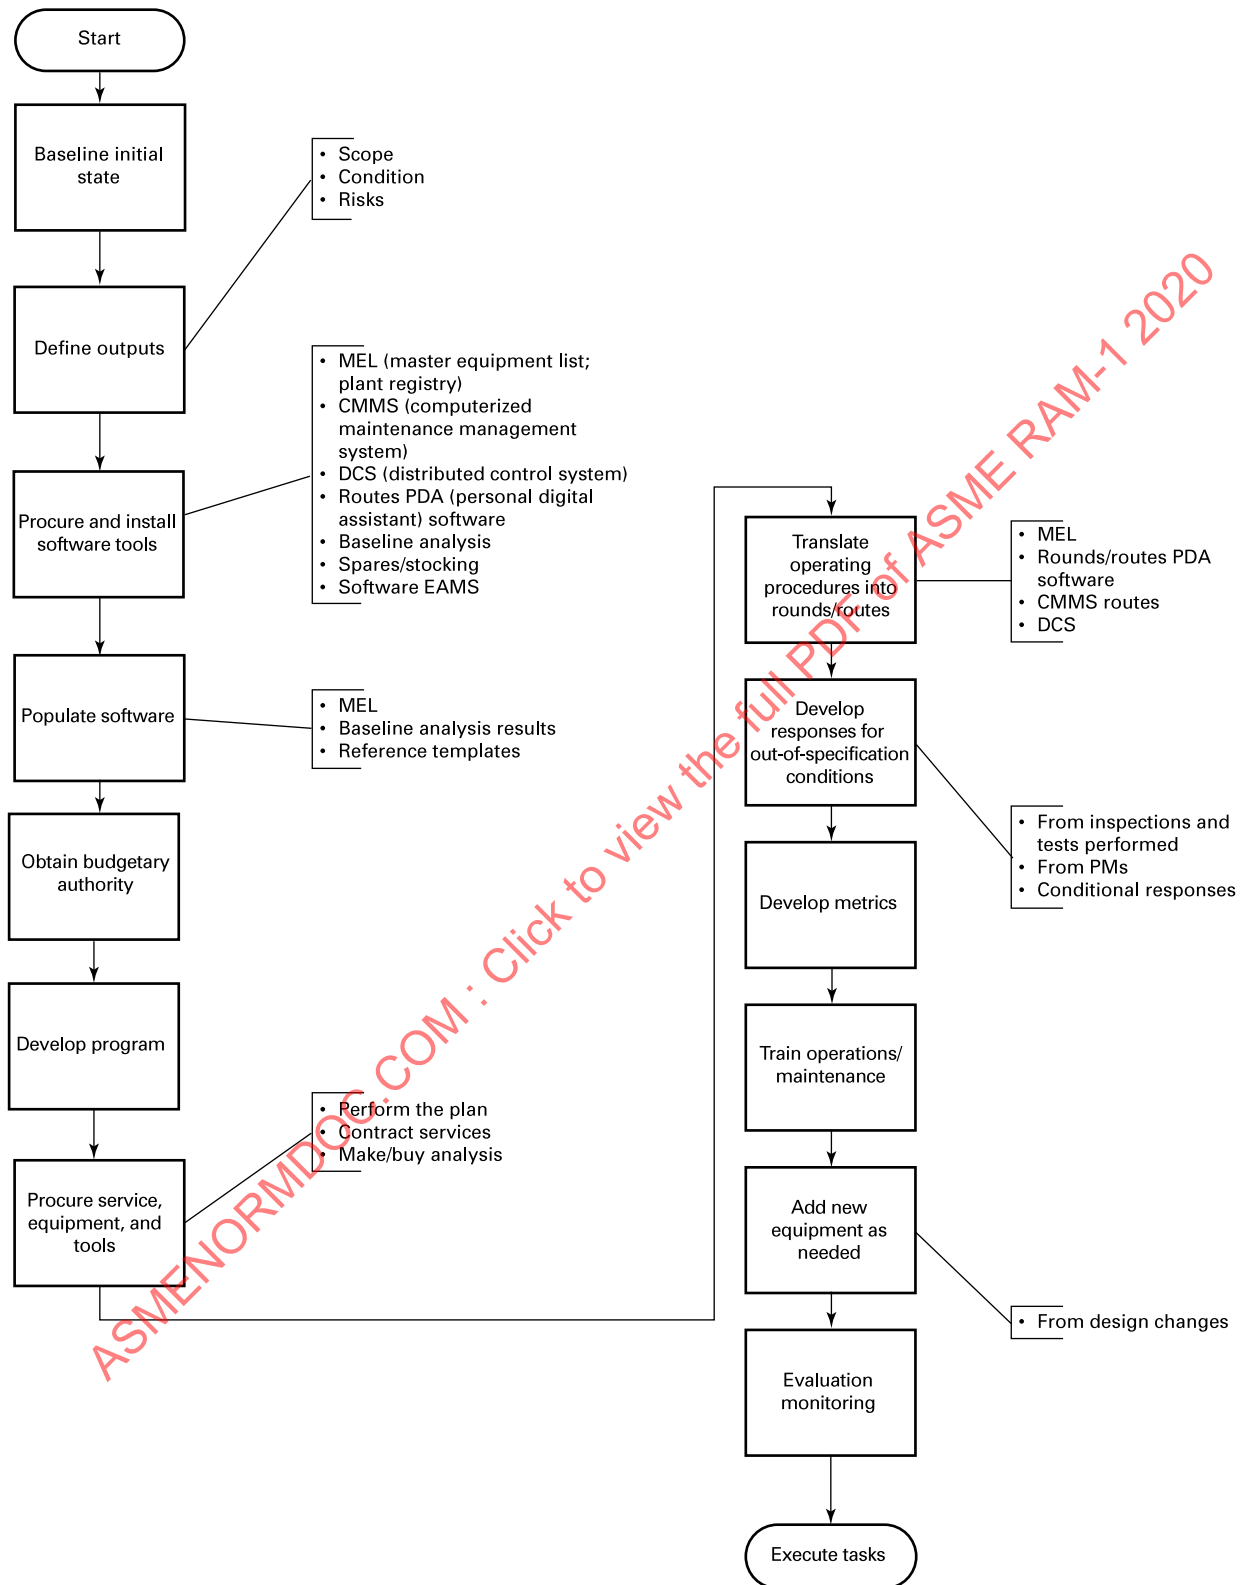 Start
Baseline initial
state
• Scope
• Condition
• Risks
Define outputs
• MEL (master equipment list;
plant registry)
• CMMS (computerized
maintenance management
system)
• DCS (distributed control system)
• Routes PDA (personal digital
assistant) software
• Baseline analysis
• Spares/stocking
• Software EAMS
Procure and install
software tools
Populate software
• MEL
• Baseline analysis results
• Reference templates
Obtain budgetary
authority
Develop program
• Perform the plan
• Contract services
• Make/buy analysis
Procure service,
equipment, and
tools
Translate
operating
procedures into
rounds/routes
• MEL
• Rounds/routes PDA
software
• CMMS routes
• DCS
Develop
responses for
out-of-specification
conditions
• From inspections and
tests performed
• From PMs
• Conditional responses
Develop metrics
Train operations/
maintenance
Add new
equipment as
needed
• From design changes
Evaluation
monitoring
Execute tasks
ASMENORMDOC.COM : Click to view the full PDF of ASME RAM-1 2020